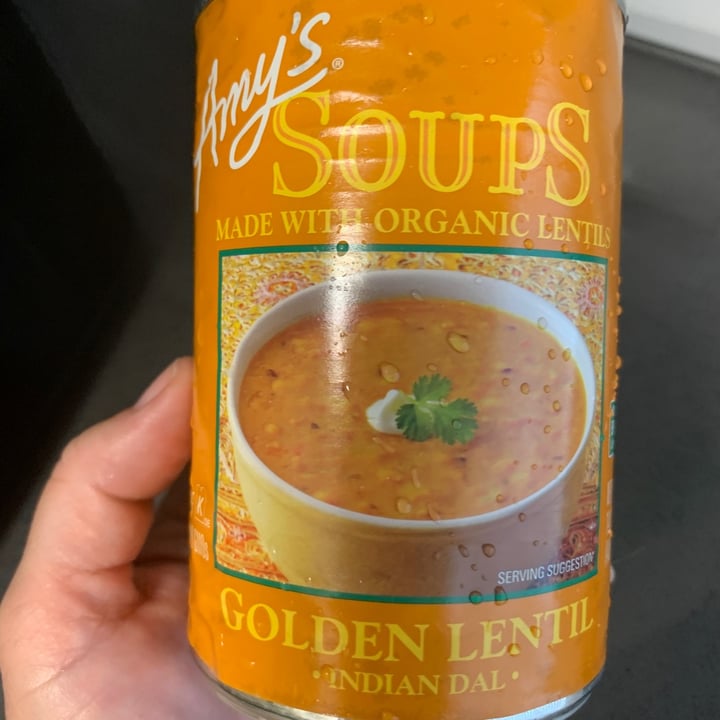 Amy's®
SOUPS
MADE WITH ORGANIC LENTILS
SERVING SUGGESTION
GOLDEN LENTIL
• INDIAN DAL •